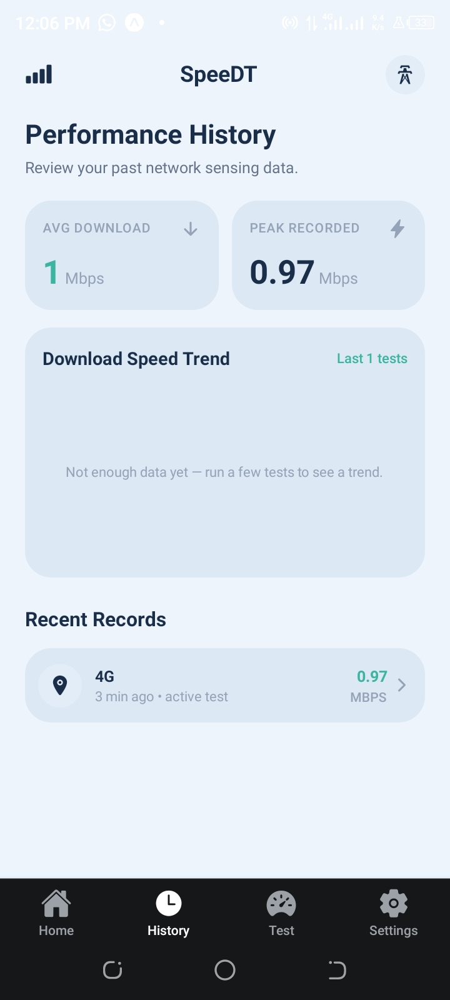 12:06 PM
4G
9.4
K/s
33
SpeeDT
Performance History
Review your past network sensing data.
AVG DOWNLOAD
1 Mbps
PEAK RECORDED
0.97 Mbps
Download Speed Trend
Last 1 tests
Not enough data yet — run a few tests to see a trend.
Recent Records
4G
3 min ago • active test
0.97
MBPS
Home
History
Test
Settings